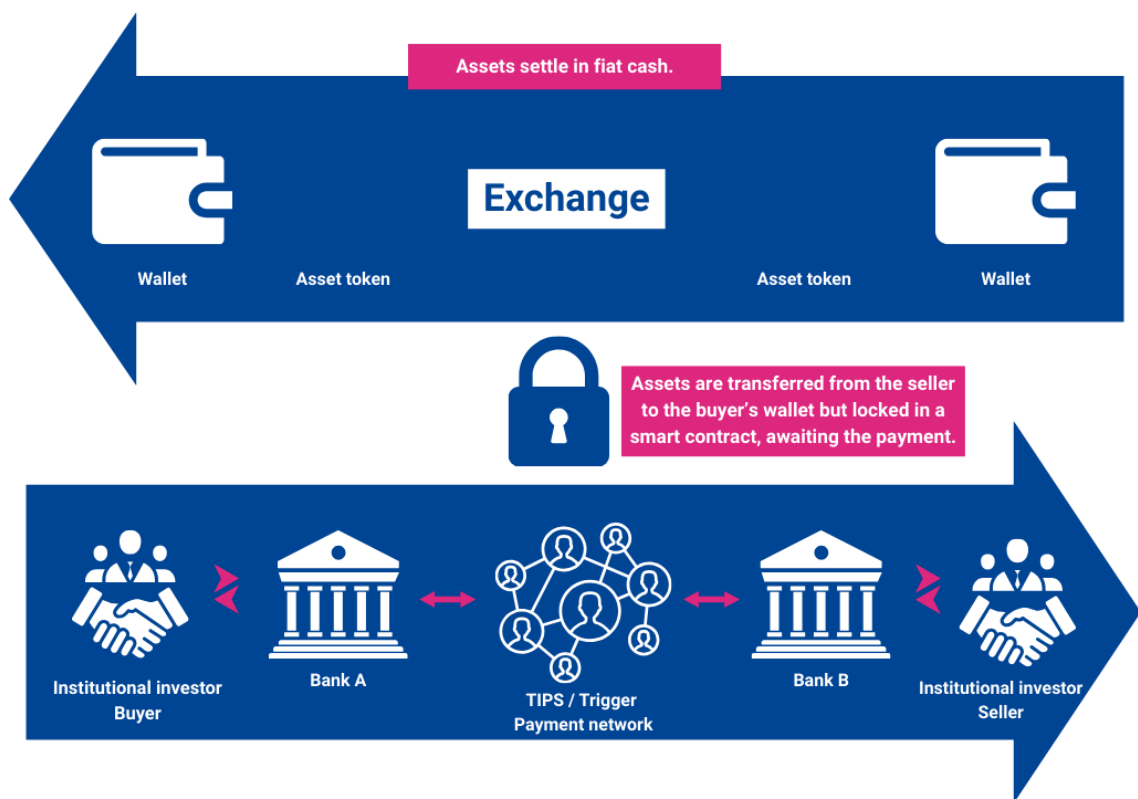 Assets settle in fiat cash.
Exchange
Wallet
Asset token
Asset token
Wallet
Assets are transferred from the seller
to the buyer’s wallet but locked in a
smart contract, awaiting the payment.
Institutional investor
Buyer
Bank A
TIPS / Trigger
Payment network
Bank B
Institutional investor
Seller